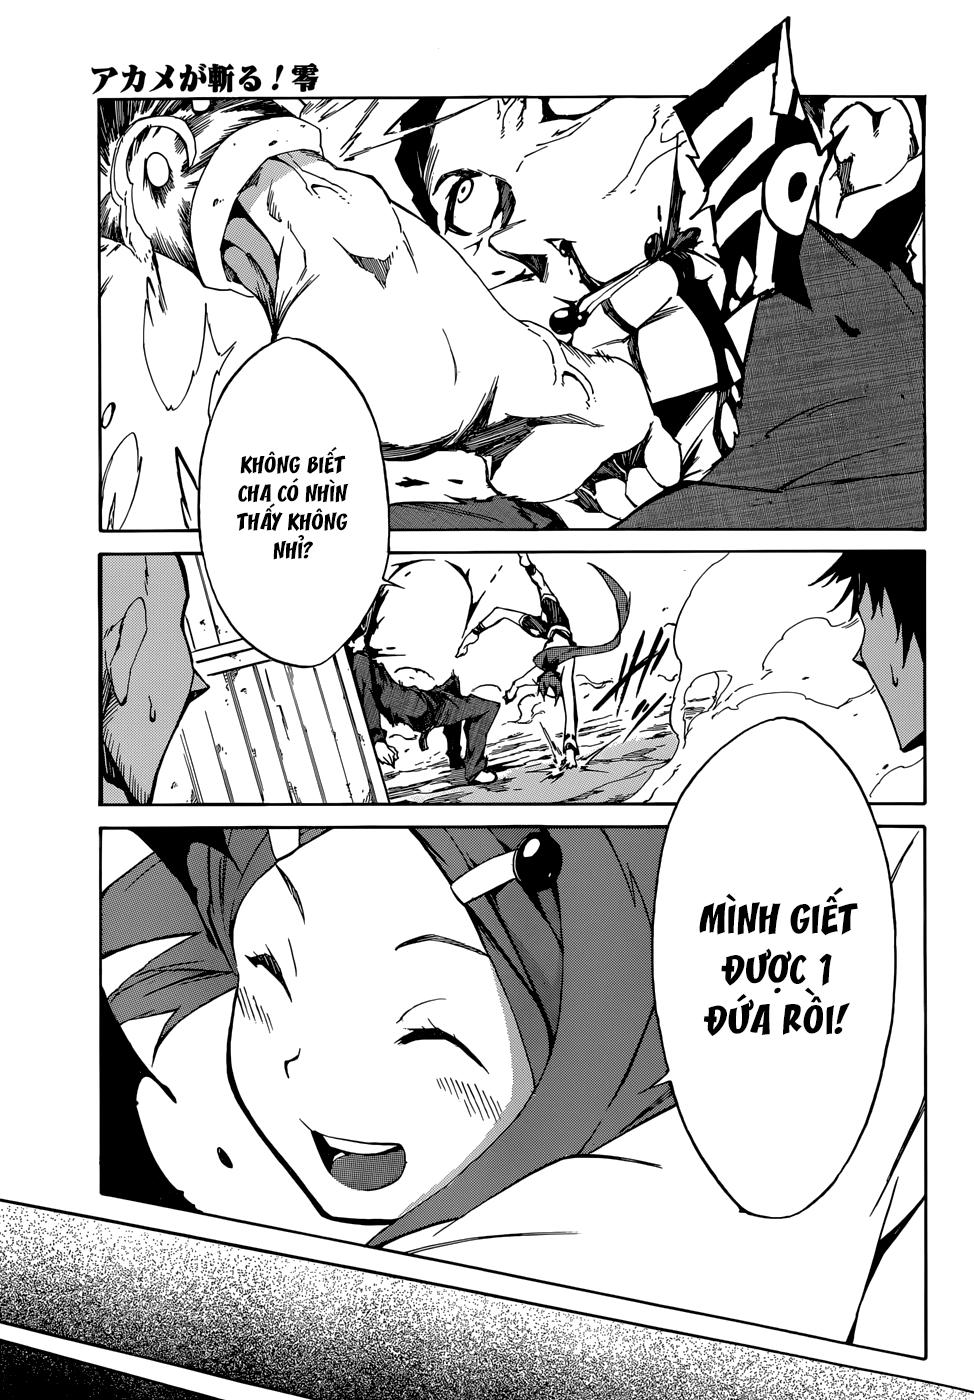 アカメが斬る！零
KHÔNG BIẾT
CHA CÓ NHÌN
THẤY KHÔNG
NHỈ?
MÌNH GIẾT
ĐƯỢC 1
ĐỨA RỒI!